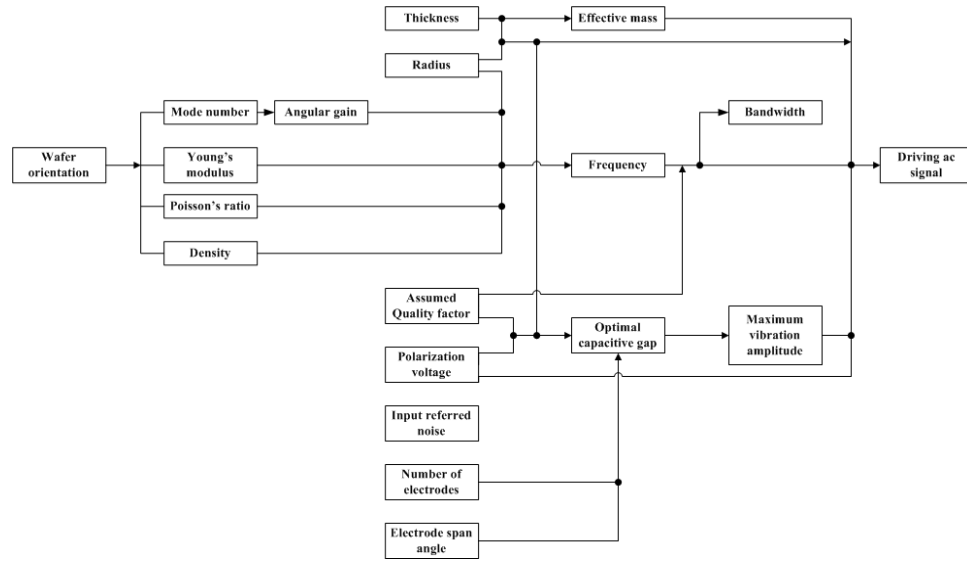 Thickness
Effective mass
Radius
Mode number
Angular gain
Bandwidth
Wafer
orientation
Young's
modulus
Frequency
Driving ac
signal
Poisson's ratio
Density
Assumed
Quality factor
Optimal
capacitive gap
Maximum
vibration
amplitude
Polarization
voltage
Input referred
noise
Number of
electrodes
Electrode span
angle